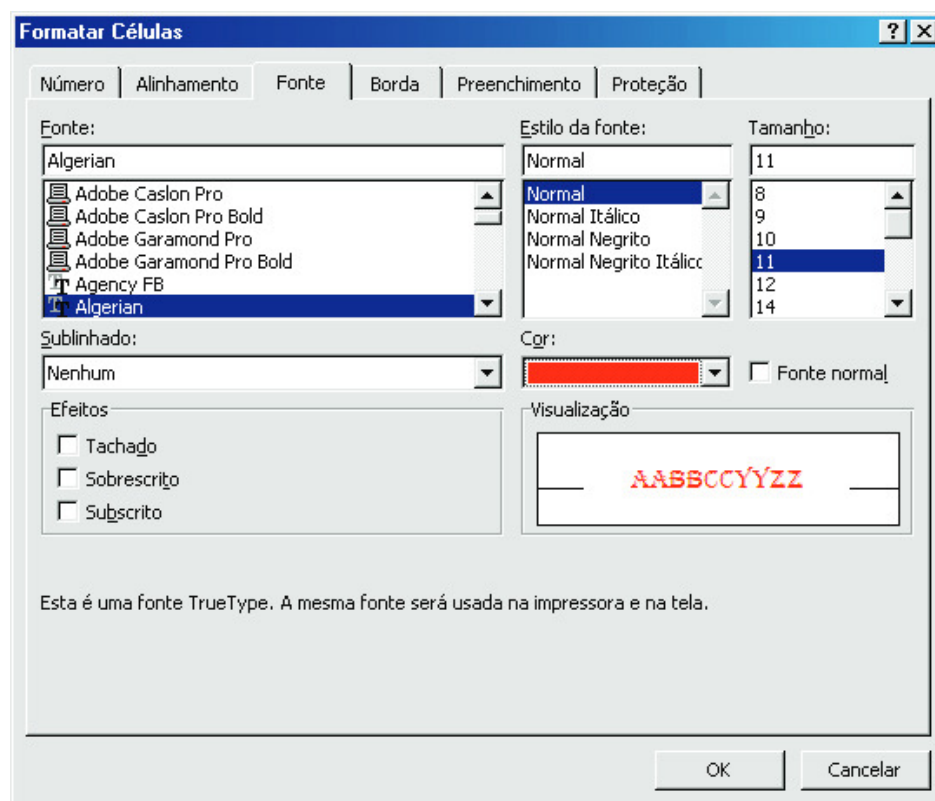 Formatar Células
Número Alinhamento Fonte Borda Preenchimento Proteção
Fonte: Estilo da fonte: Tamanho:
Algerian Normal 11
Adobe Caslon Pro Normal 8
Adobe Caslon Pro Bold Normal Itálico 9
Adobe Garamond Pro Normal Negrito 10
Adobe Garamond Pro Bold Normal Negrito Itálicc 11
Agency FB 12
Algerian 14
Sublinhado: Cor:
Nenhum Fonte normal
Efeitos Visualização
Tachado
Sobrescrito AABBCCYYZZ
Subscrito
Esta é uma fonte TrueType. A mesma fonte será usada na impressora e na tela.
OK Cancelar